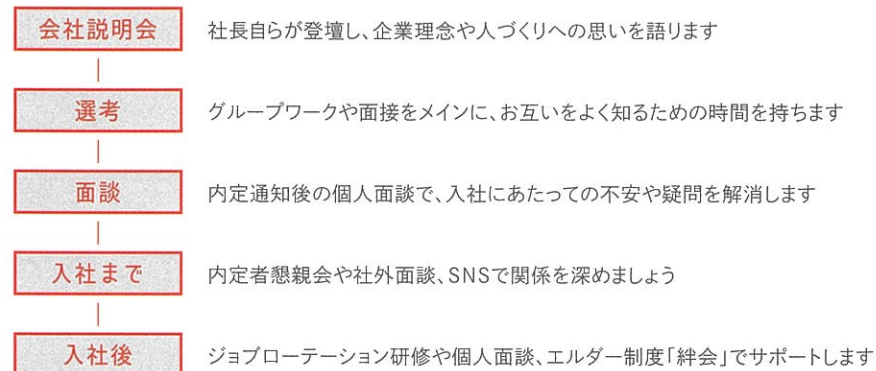 会社説明会 社長自らが登壇し、企業理念や人づくりへの思いを語ります
選考 グループワークや面接をメインに、お互いをよく知るための時間を持ちます
面談 内定通知後の個人面談で、入社にあたっての不安や疑問を解消します
入社まで 内定者懇親会や社外面談、SNSで関係を深めましょう
入社後 ジョブローテーション研修や個人面談、エルダー制度「絆会」でサポートします